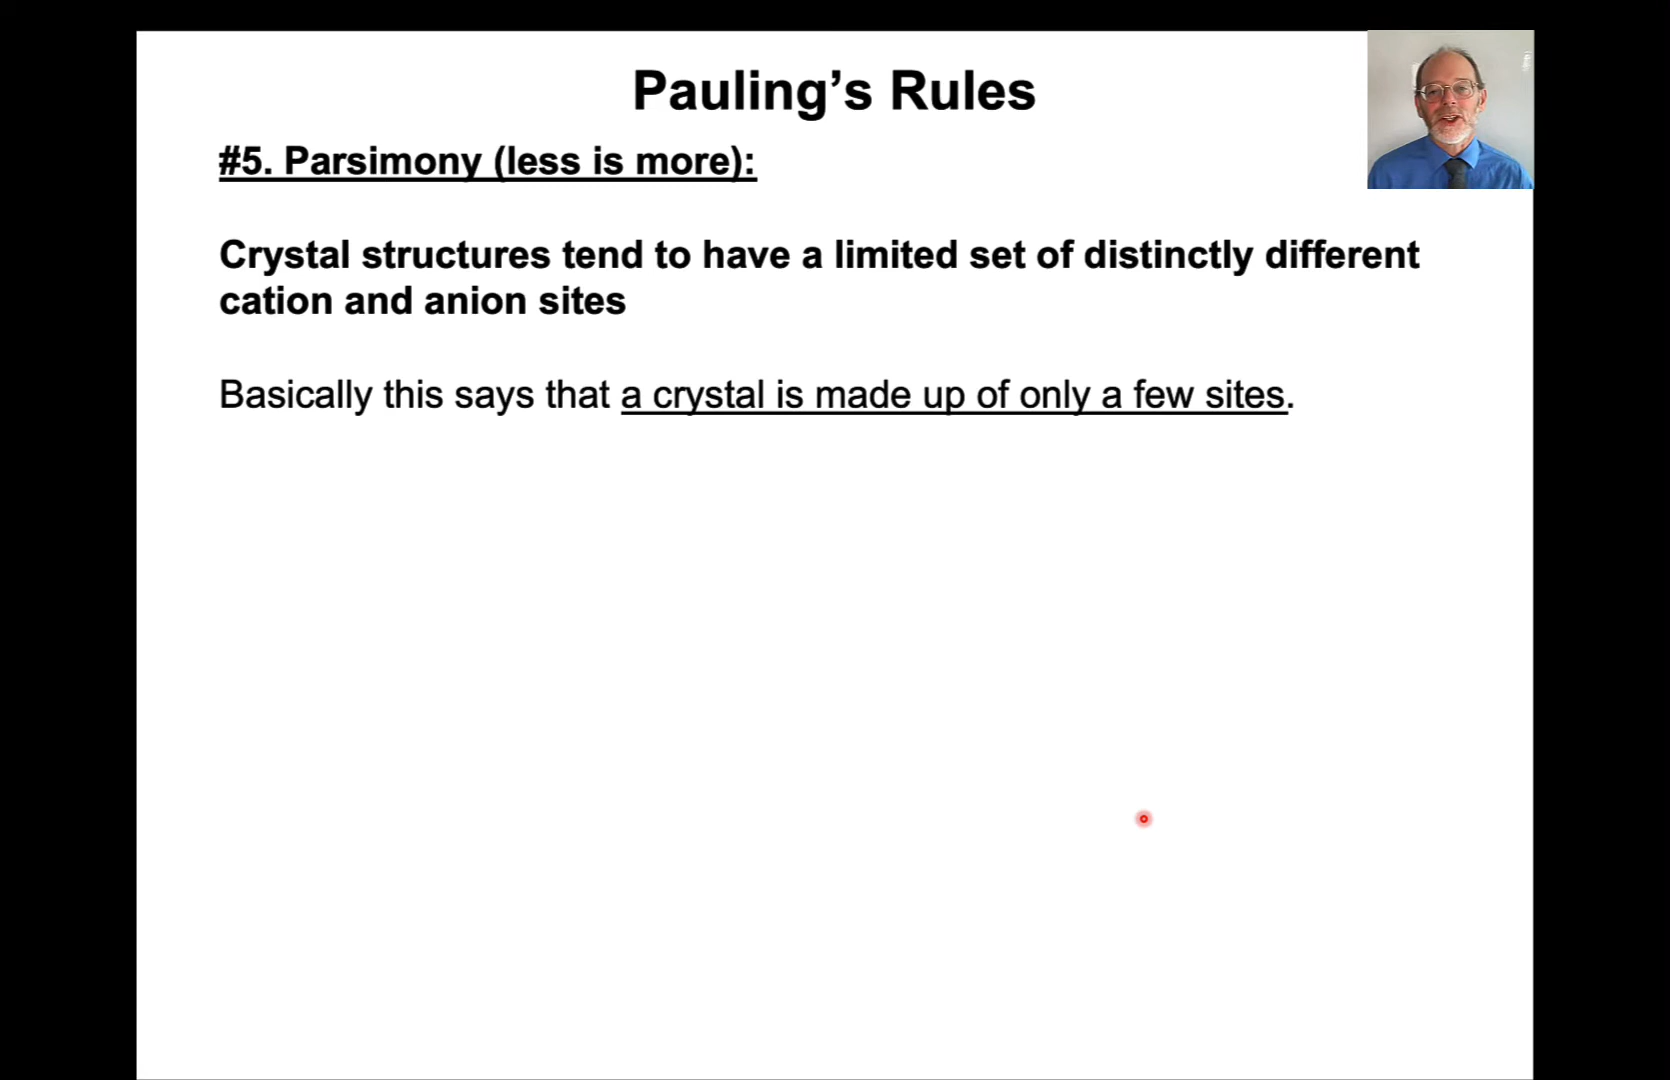 Pauling’s Rules
#5. Parsimony (less is more):
Crystal structures tend to have a limited set of distinctly different
cation and anion sites
Basically this says that a crystal is made up of only a few sites.